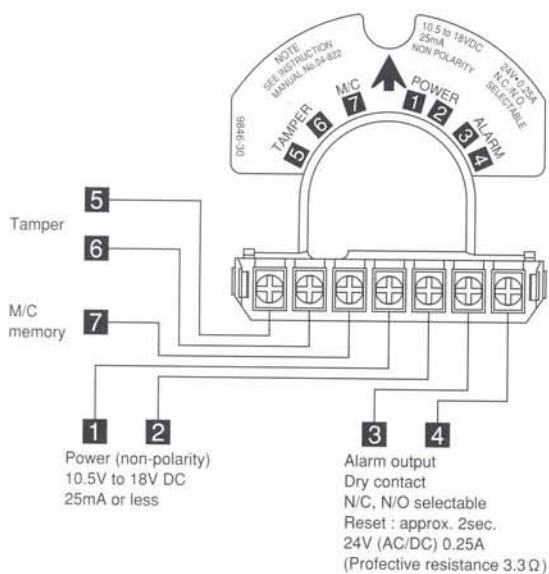 NOTE
SEE INSTRUCTION
MANUAL No.04-822
10.5 to 18VDC
25mA
NON POLARITY
24V•0.25A
N.C./N.O.
SELECTABLE
9846-30
TAMPER
M/C
POWER
ALARM
5
6
7
1
2
3
4
Tamper
5
6
M/C
memory
7
1
2
Power (non-polarity)
10.5V to 18V DC
25mA or less
3
4
Alarm output
Dry contact
N/C, N/O selectable
Reset : approx. 2sec.
24V (AC/DC) 0.25A
(Profective resistance 3.3Ω)